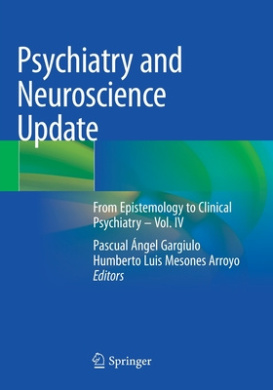 Psychiatry and
Neuroscience
Update
From Epistemology to Clinical
Psychiatry – Vol. IV
Pascual Ángel Gargiulo
Humberto Luis Mesones Arroyo
Editors
Springer